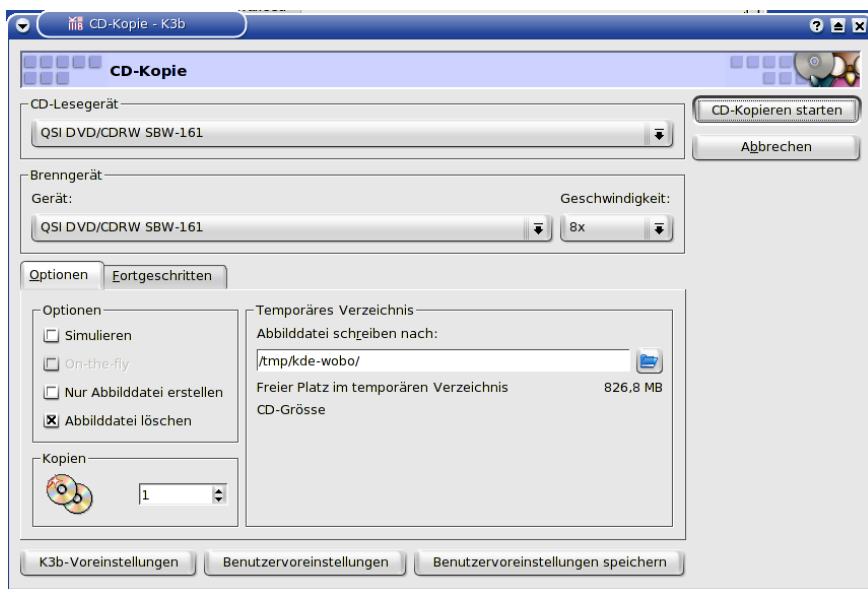 CD-Kopie - K3b
CD-Kopie
CD-Lesegerät
QSI DVD/CDRW SBW-161
CD-Kopieren starten
Abbrechen
Brenngerät
Gerät:
Geschwindigkeit:
QSI DVD/CDRW SBW-161
8x
Optionen
Fortgeschritten
Optionen
Simulieren
On-the-fly
Nur Abbilddatei erstellen
Abbilddatei löschen
Temporäres Verzeichnis
Abbilddatei schreiben nach:
/tmp/kde-wobo/
Freier Platz im temporären Verzeichnis 826,8 MB
CD-Grösse
Kopien
1
K3b-Voreinstellungen
Benutzervoreinstellungen
Benutzervoreinstellungen speichern